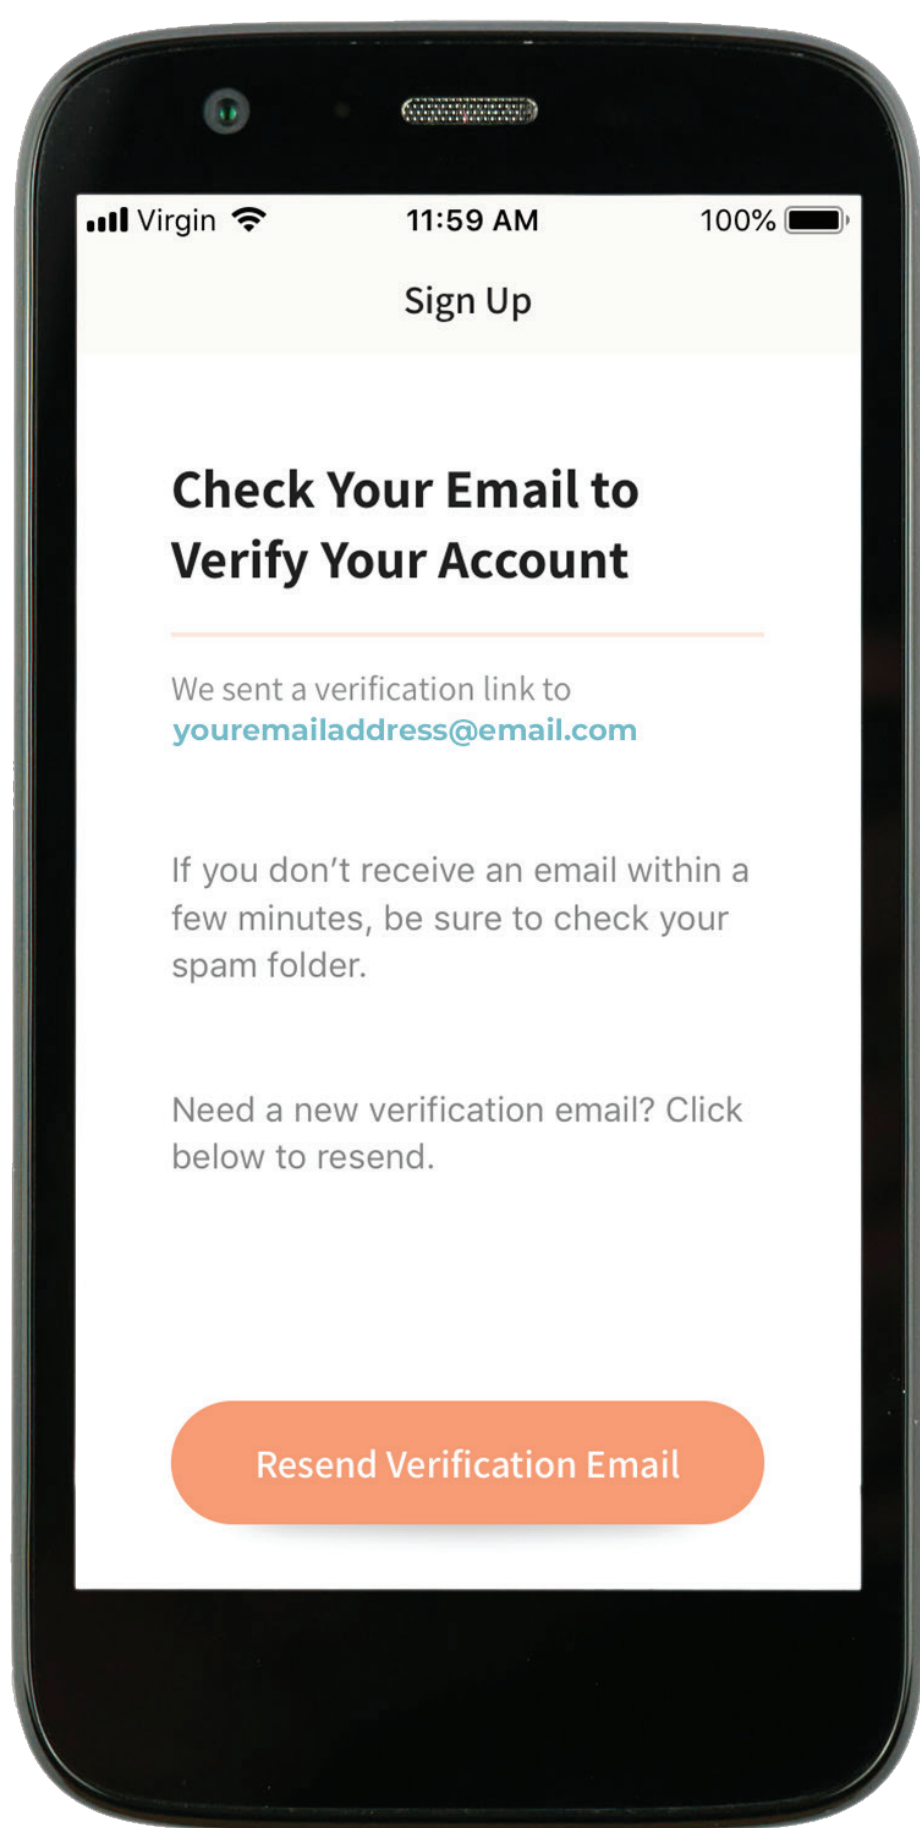 Virgin 11:59 AM 100%
Sign Up
Check Your Email to
Verify Your Account
We sent a verification link to
youremailaddress@email.com
If you don’t receive an email within a
few minutes, be sure to check your
spam folder.
Need a new verification email? Click
below to resend.
Resend Verification Email